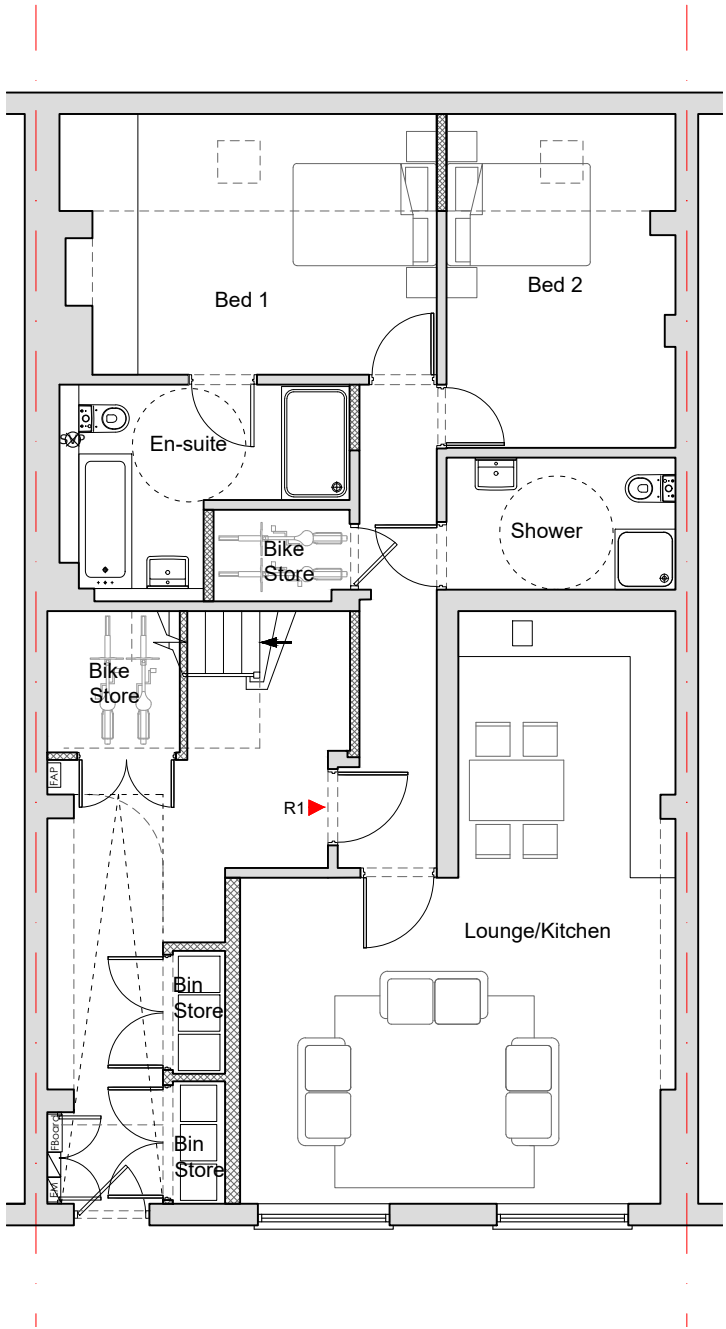 Bed 1
Bed 2
En-suite
SVP
Shower
Bike
Store
Bike
Store
FAP
R1
Lounge/Kitchen
Bin
Store
FBoard
Bin
Store
EM